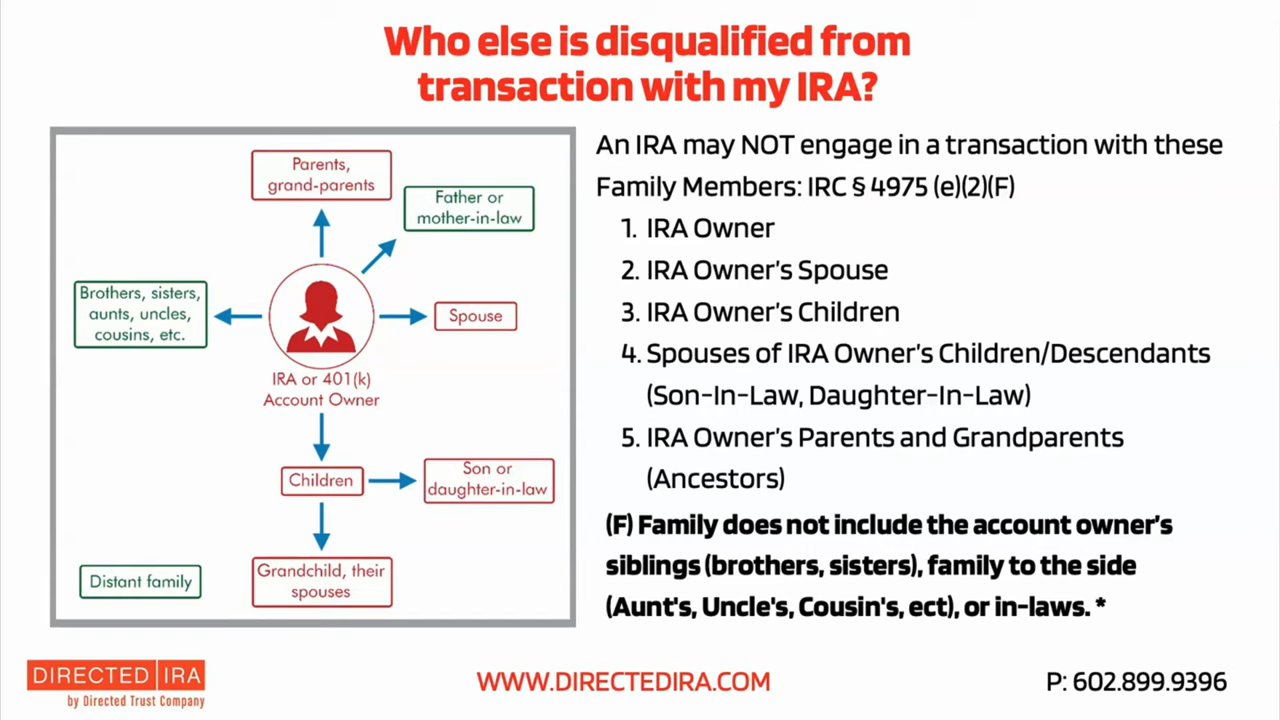 Who else is disqualified from
transaction with my IRA?
Parents,
grand-parents
Father or
mother-in-law
Brothers, sisters,
aunts, uncles,
cousins, etc.
Spouse
IRA or 401(k)
Account Owner
Children
Son or
daughter-in-law
Grandchild, their
spouses
Distant family
An IRA may NOT engage in a transaction with these
Family Members: IRC § 4975 (e)(2)(F)
1. IRA Owner
2. IRA Owner's Spouse
3. IRA Owner's Children
4. Spouses of IRA Owner's Children/Descendants
(Son-In-Law, Daughter-In-Law)
5. IRA Owner's Parents and Grandparents
(Ancestors)
(F) Family does not include the account owner's
siblings (brothers, sisters), family to the side
(Aunt's, Uncle's, Cousin's, ect), or in-laws. *
DIRECTED IRA
by Directed Trust Company
WWW.DIRECTEDIRA.COM
P: 602.899.9396